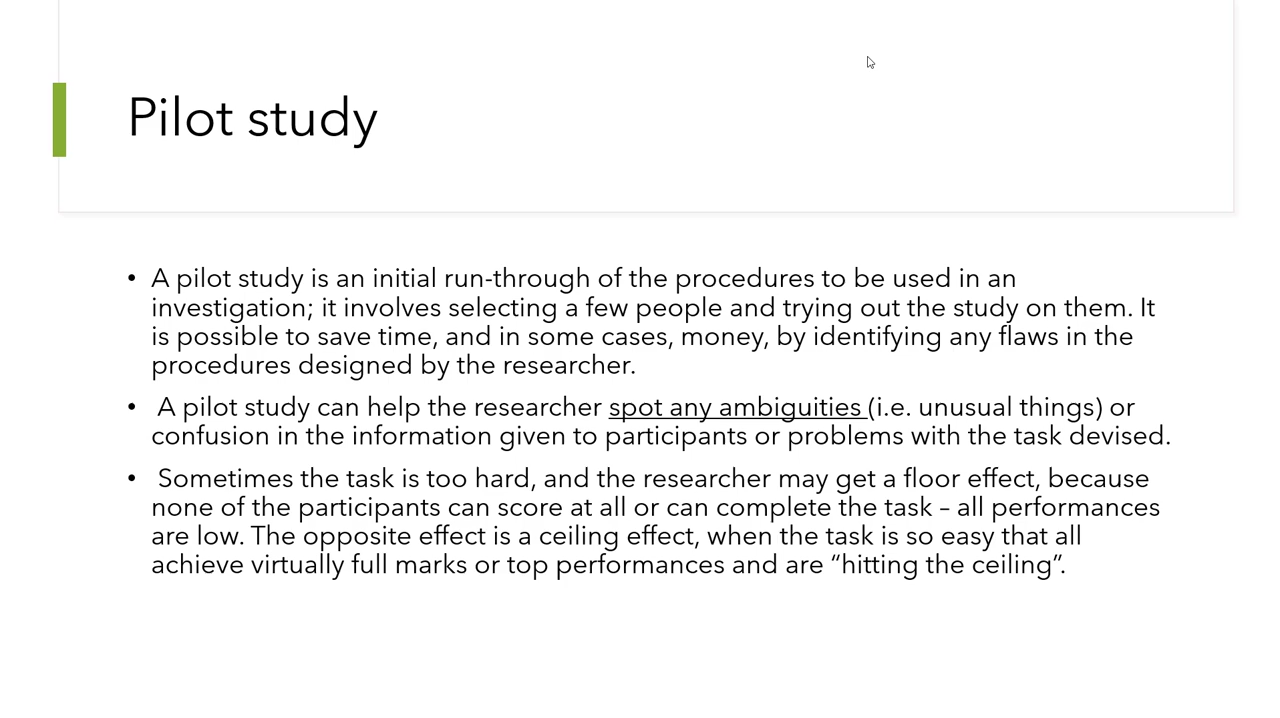 Pilot study
• A pilot study is an initial run-through of the procedures to be used in an
investigation; it involves selecting a few people and trying out the study on them. It
is possible to save time, and in some cases, money, by identifying any flaws in the
procedures designed by the researcher.
• A pilot study can help the researcher spot any ambiguities (i.e. unusual things) or
confusion in the information given to participants or problems with the task devised.
• Sometimes the task is too hard, and the researcher may get a floor effect, because
none of the participants can score at all or can complete the task – all performances
are low. The opposite effect is a ceiling effect, when the task is so easy that all
achieve virtually full marks or top performances and are “hitting the ceiling”.